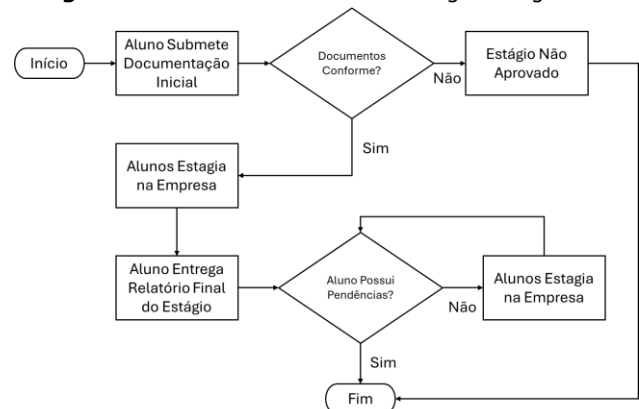 Início
Aluno Submete
Documentação
Inicial
Documentos
Conforme?
Não
Estágio Não
Aprovado
Sim
Alunos Estagia
na Empresa
Aluno Entrega
Relatório Final
do Estágio
Aluno Possui
Pendências?
Não
Alunos Estagia
na Empresa
Sim
Fim